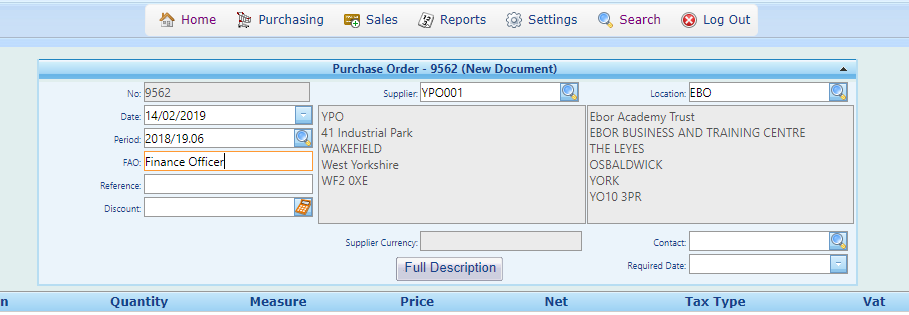 Home Purchasing Sales Reports Settings Search Log Out
Purchase Order - 9562 (New Document)
No: 9562
Supplier: YPO001
Location: EBO
Date: 14/02/2019
Period: 2018/19.06
FAO: Finance Officer
Reference:
Discount:
YPO
41 Industrial Park
WAKEFIELD
West Yorkshire
WF2 0XE
Ebor Academy Trust
EBOR BUSINESS AND TRAINING CENTRE
THE LEYES
OSBALDWICK
YORK
YO10 3PR
Supplier Currency:
Contact:
Full Description
Required Date:
n Quantity Measure Price Net Tax Type Vat